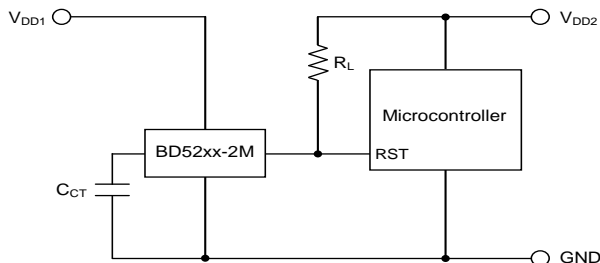 VDD1
VDD2
RL
Microcontroller
BD52xx-2M
RST
CCT
GND